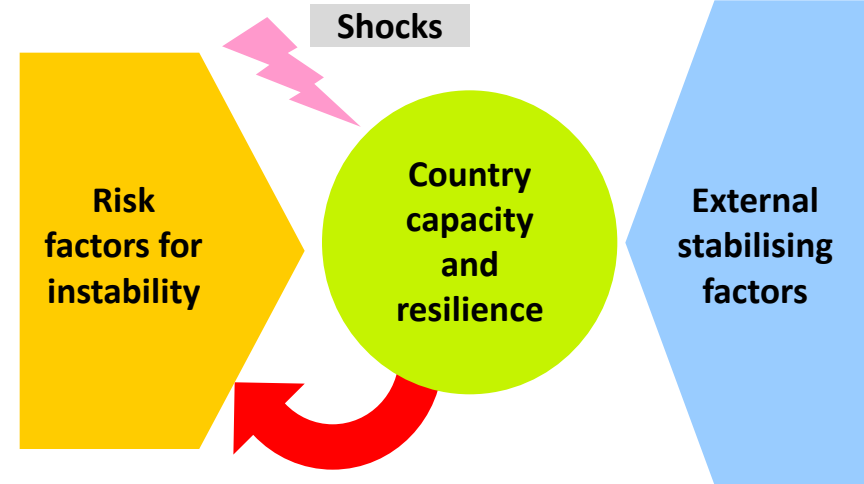 Shocks
Risk
factors for
instability
Country
capacity
and
resilience
External
stabilising
factors